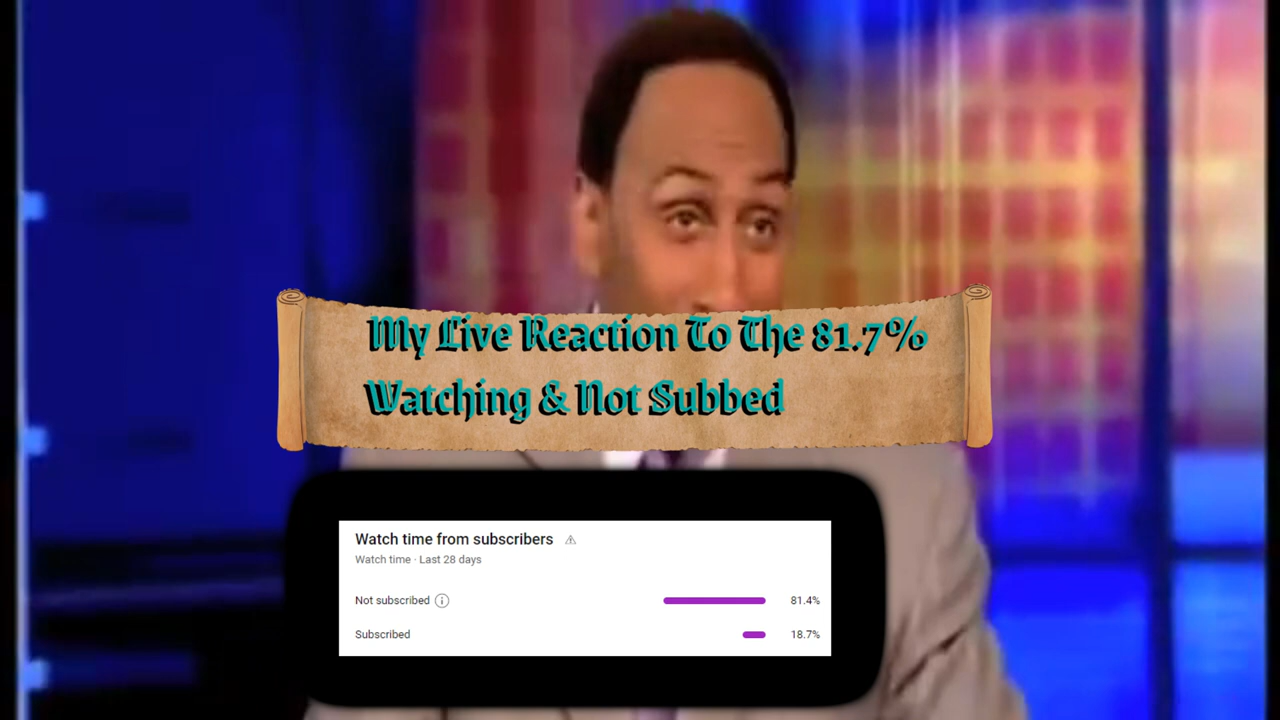 My Live Reaction To The 81.7%
Watching & Not Subbed
Watch time from subscribers
Watch time · Last 28 days
Not subscribed 81.4%
Subscribed 18.7%